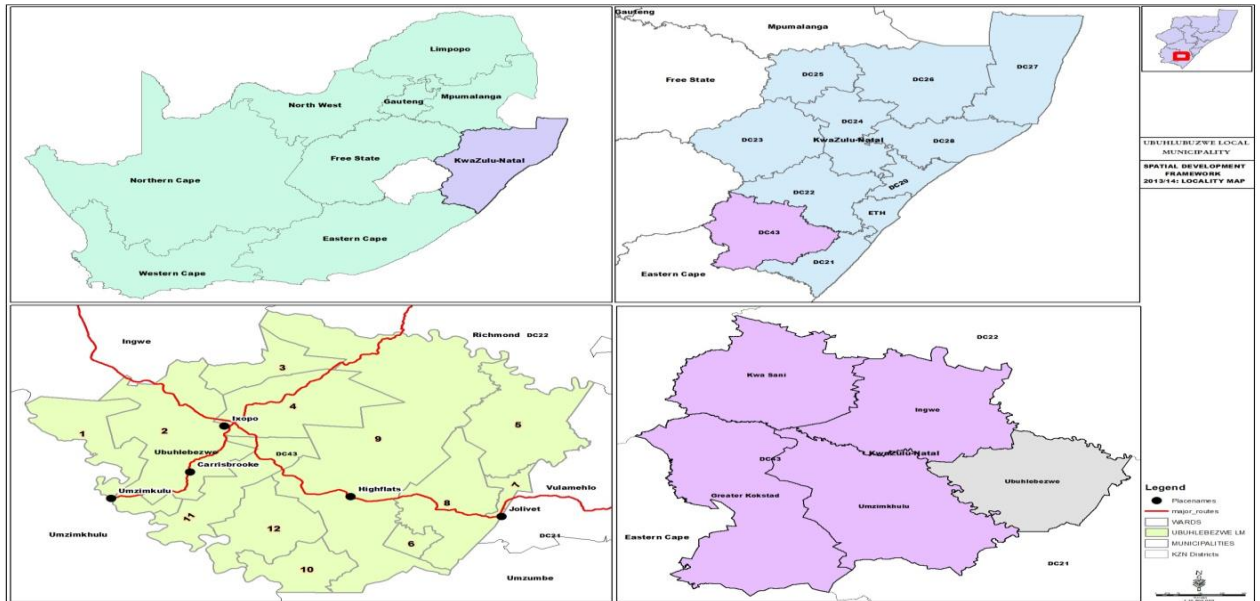 Limpopo
North West
Gauteng
Mpumalanga
Free State
KwaZulu-Natal
Northern Cape
Eastern Cape
Western Cape
Gauteng
Mpumalanga
Free State
DC25
DC26
DC27
DC24
DC23
KwaZulu-Natal
DC28
DC22
DC29
ETH
DC43
DC21
Eastern Cape
UBUHLUBUZWE LOCAL
MUNICIPALITY
SPATIAL DEVELOPMENT
FRAMEWORK
2013/14: LOCALITY MAP
Ingwe
Richmond DC22
3
4
Ixopo
1
2
9
5
Ubuhlebezwe
DC43
Carrisbrooke
Umzimkulu
Highflats
7
8
Vulamehlo
Jolivet
11
12
6
DC21
Umzimkhulu
10
Umzumbe
DC22
Kwa Sani
Ingwe
DC43
KwaZulu-Natal
Ubuhlebezwe
Greater Kokstad
Umzimkhulu
Eastern Cape
DC21
Legend
Placenames
major_routes
WARDS
UBUHLEBEZWE LM
MUNICIPALITIES
KZN Districts